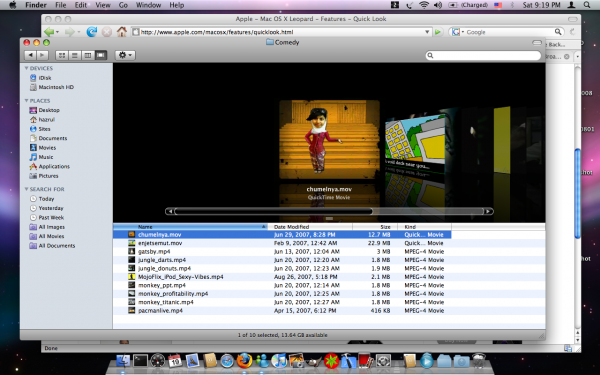 Finder File Edit View Go Window Help
(Charged) Sat 9:19 PM
Apple – Mac OS X Leopard – Features – Quick Look
http://www.apple.com/macosx/features/quicklook.html
Google
Comedy
Back...
DEVICES
iDisk
Macintosh HD
PLACES
Desktop
hazrul
Sites
Documents
Movies
Music
Applications
Pictures
SEARCH FOR
Today
Yesterday
Past Week
All Images
All Movies
All Documents
chumelnya.mov
QuickTime Movie
Name Date Modified Size Kind
chumelnya.mov Jun 29, 2007, 8:28 PM 12.7 MB Quick... Movie
enjetsemut.mov Feb 9, 2007, 12:42 AM 22.9 MB Quick... Movie
gatsby.mp4 Jun 13, 2007, 12:04 AM 3 MB MPEG-4 Movie
jungle_darts.mp4 Jun 20, 2007, 12:20 AM 1.8 MB MPEG-4 Movie
jungle_donuts.mp4 Jun 20, 2007, 12:23 AM 1.9 MB MPEG-4 Movie
MojoFlix_iPod_Sexy-Vibes.mp4 Aug 26, 2007, 5:18 PM 2.1 MB MPEG-4 Movie
monkey_ppt.mp4 Jun 20, 2007, 12:14 AM 1.8 MB MPEG-4 Movie
monkey_profitability.mp4 Jun 20, 2007, 12:25 AM 1.8 MB MPEG-4 Movie
monkey_titanic.mp4 Jun 20, 2007, 12:27 AM 1.8 MB MPEG-4 Movie
pacmanlive.mp4 Apr 15, 2007, 6:12 PM 416 KB MPEG-4 Movie
1 of 10 selected, 13.64 GB available
Done